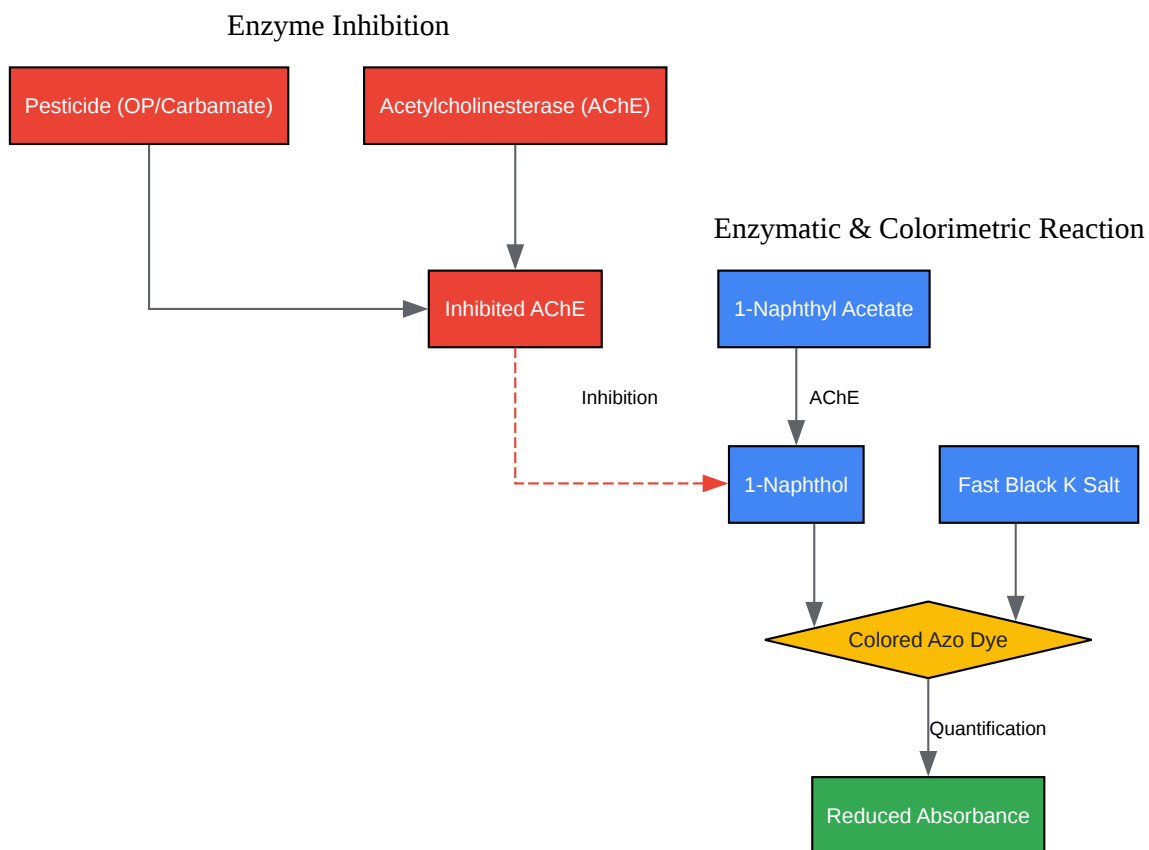 Enzyme Inhibition
Pesticide (OP/Carbamate)
Acetylcholinesterase (AChE)
Enzymatic & Colorimetric Reaction
Inhibited AChE
1-Naphthyl Acetate
Inhibition
AChE
1-Naphthol
Fast Black K Salt
Colored Azo Dye
Quantification
Reduced Absorbance